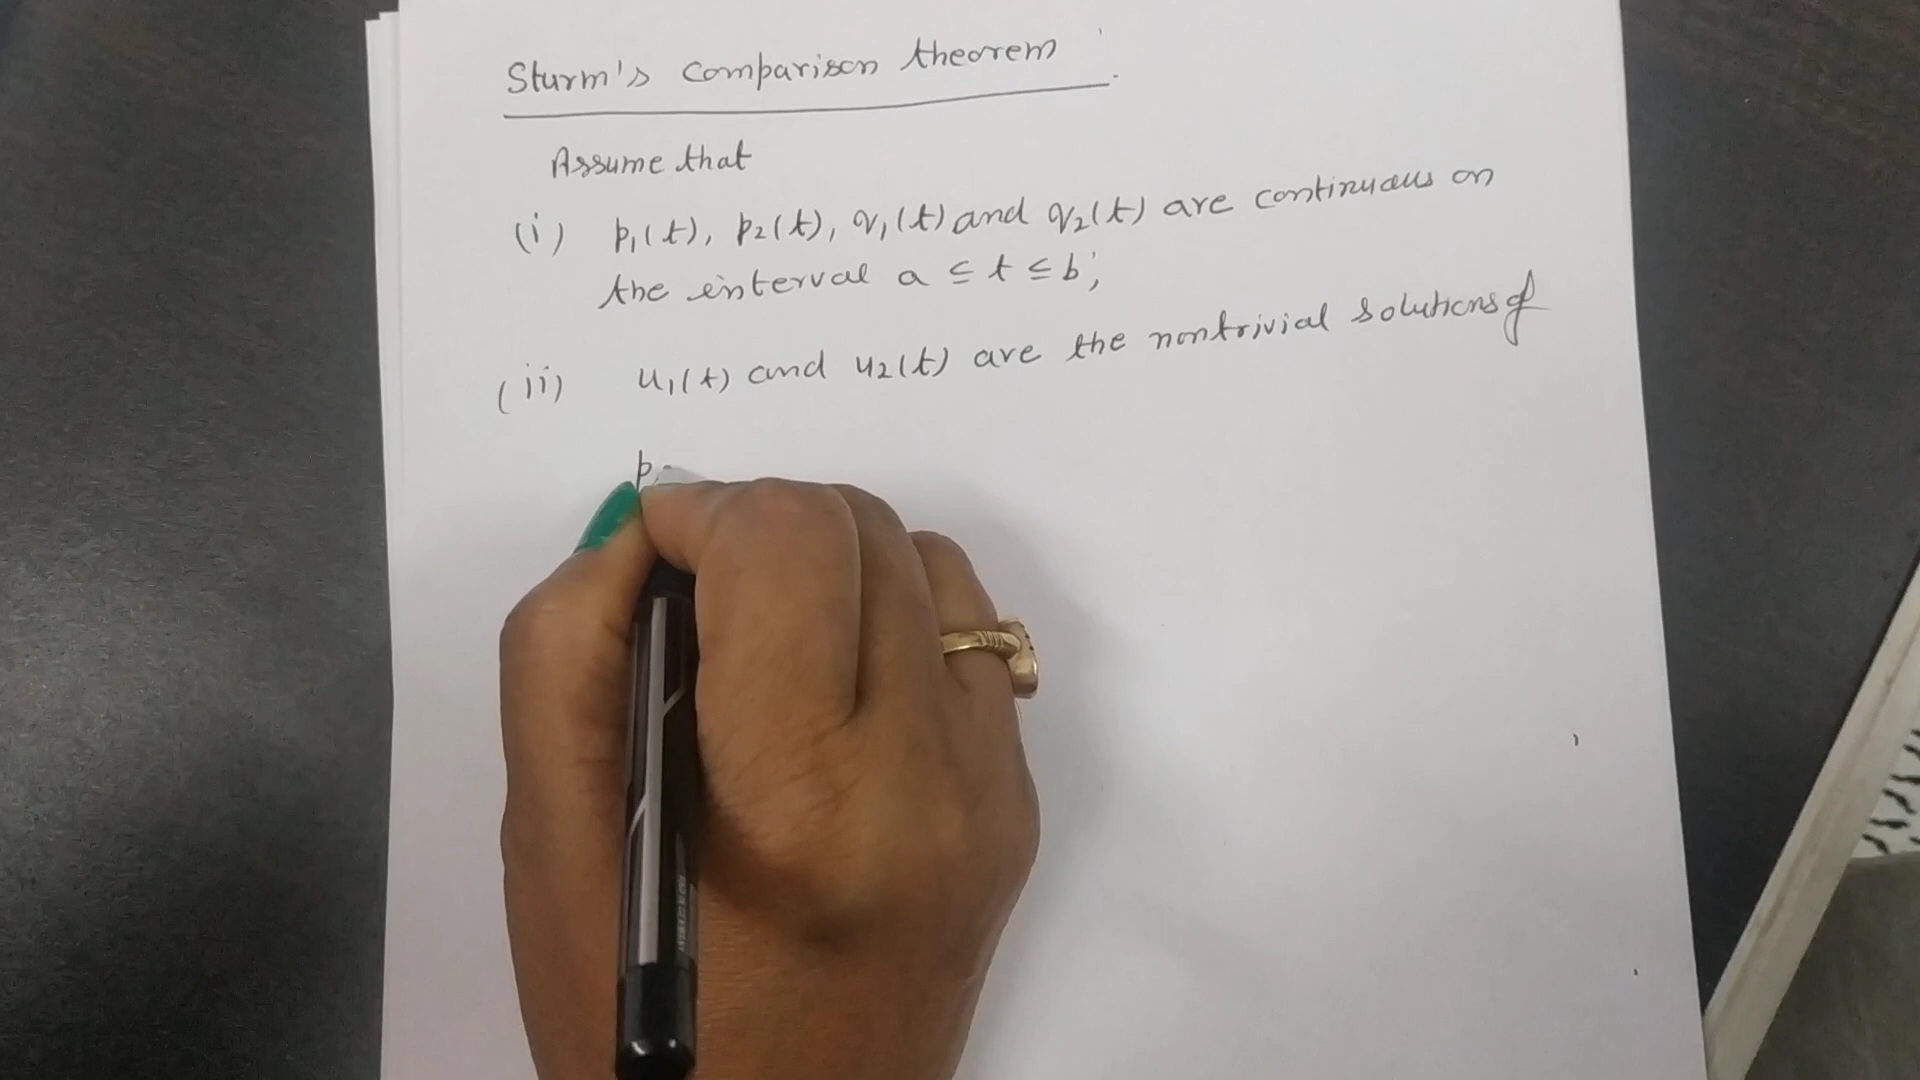 Sturm's comparison theorem
Assume that
(i) p₁(t), p₂(t), q₁(t) and q₂(t) are continuous on
the interval a ≤ t ≤ b;
(ii) u₁(t) and u₂(t) are the nontrivial solutions of
p